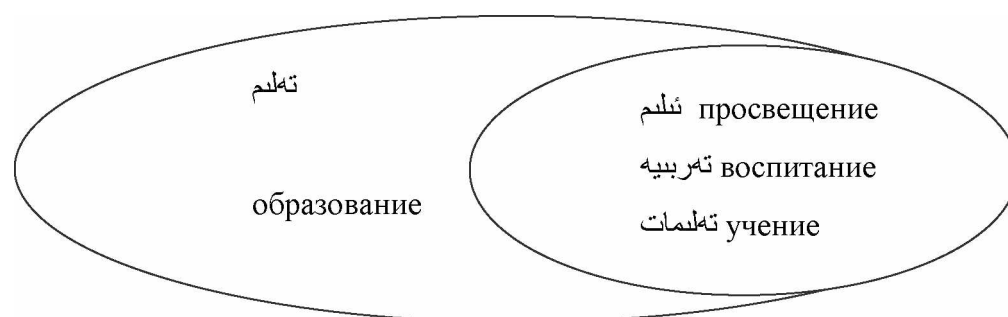 تەلىم
образование
ئىلىم просвещение
تەربىيە воспитание
تەلىمات учение